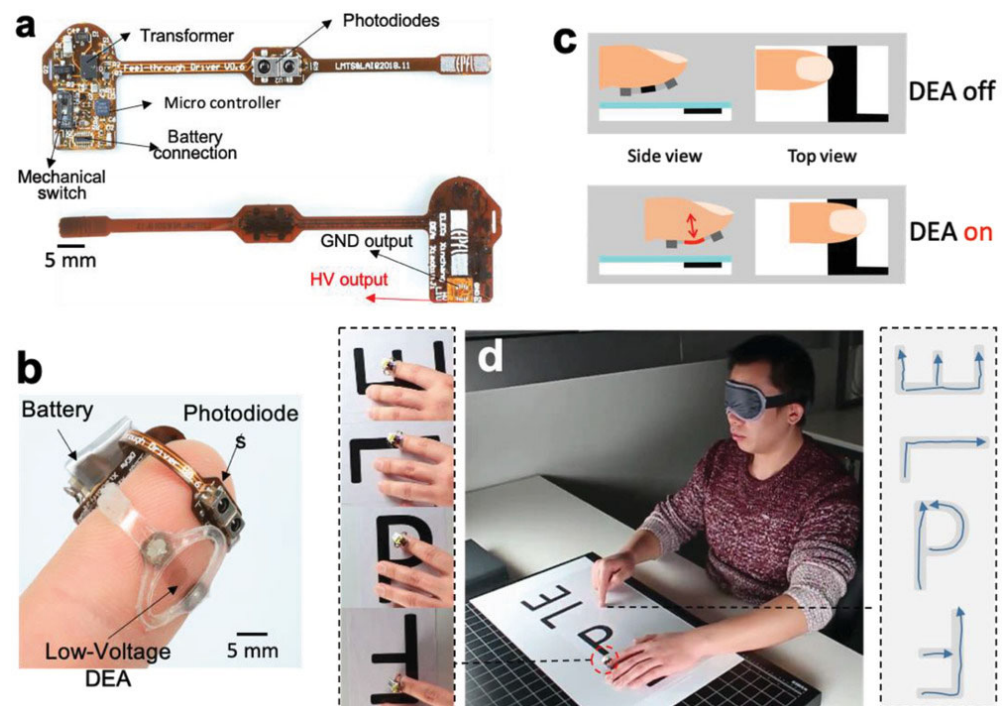 a
Transformer
Photodiodes
Feel-through Driver V0.6
LMTS&LAI@2018.11
EPFL
Micro controller
Battery
connection
Mechanical
switch
5 mm
GND output
HV output
EPFL
b
Battery
Photodiode
s
Low-Voltage
DEA
5 mm
c
DEA off
Side view
Top view
DEA on
d